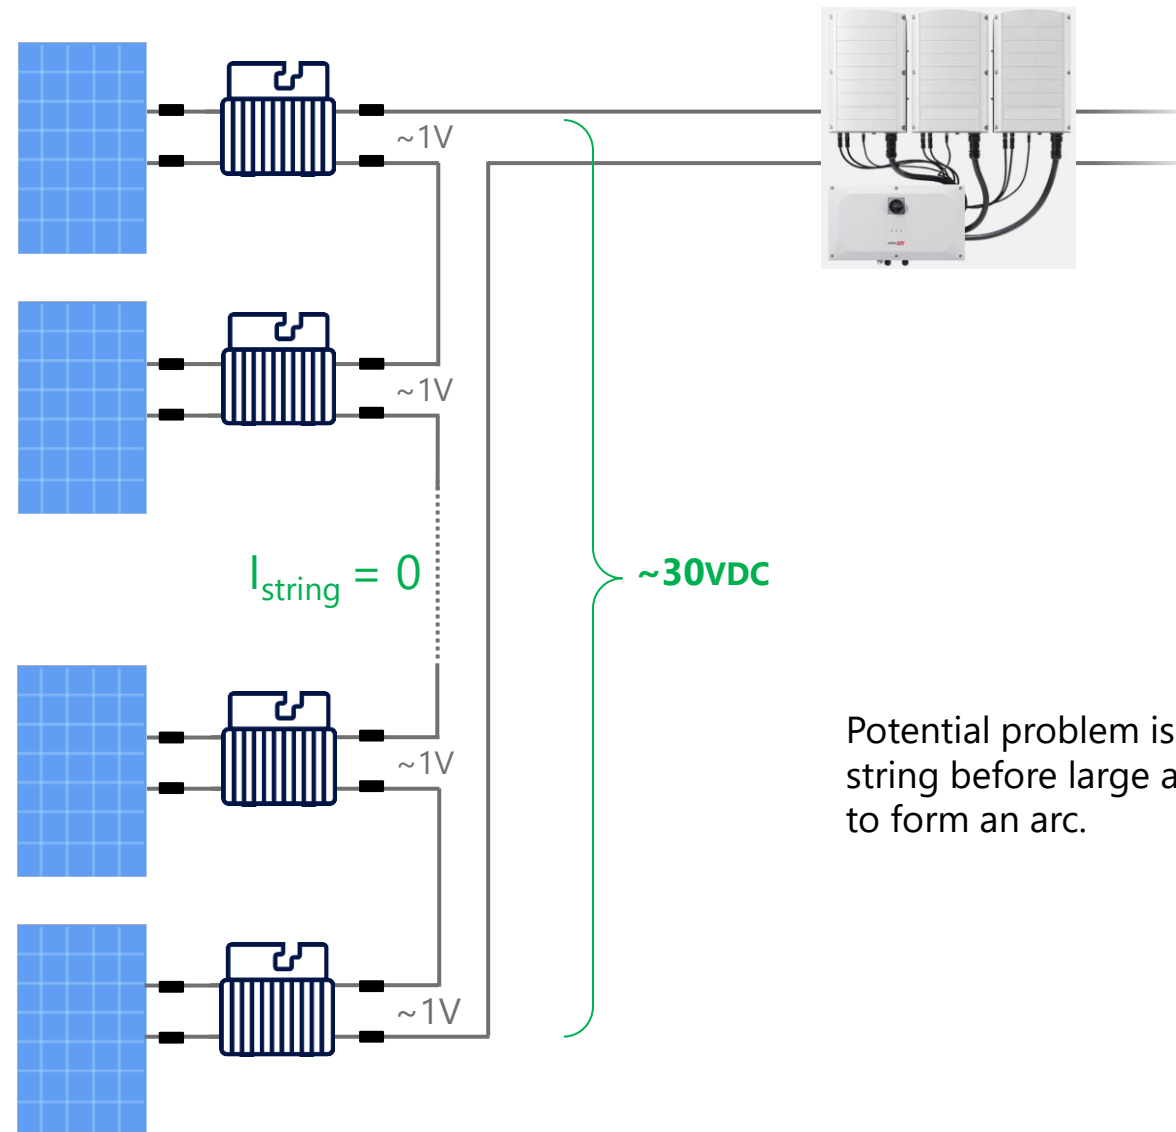 ~1V
~1V
Istring = 0
~30VDC
~1V
Potential problem is
string before large a
to form an arc.
~1V